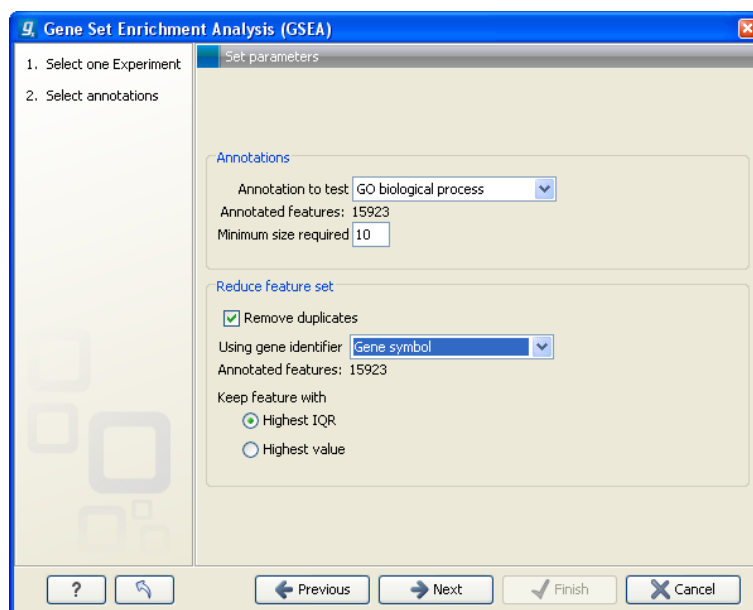 Gene Set Enrichment Analysis (GSEA)
1. Select one Experiment
2. Select annotations
Set parameters
Annotations
Annotation to test GO biological process
Annotated features: 15923
Minimum size required 10
Reduce feature set
Remove duplicates
Using gene identifier Gene symbol
Annotated features: 15923
Keep feature with
Highest IQR
Highest value
? Previous Next Finish Cancel